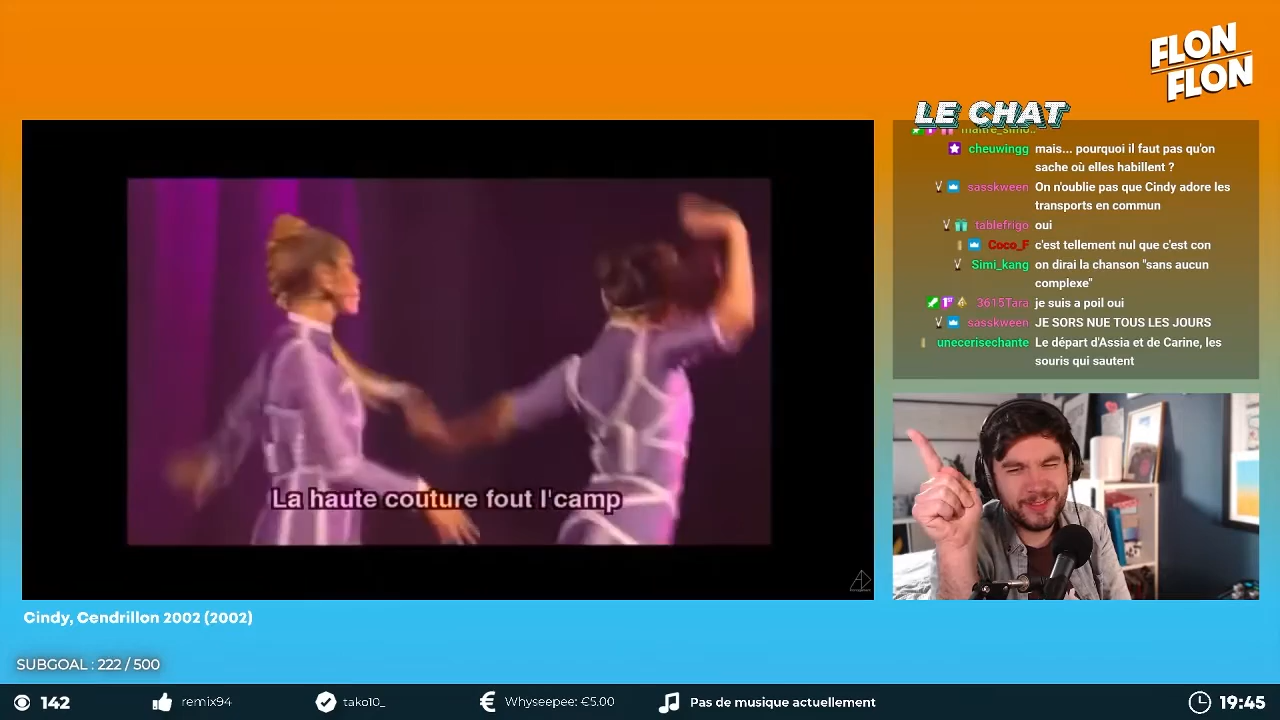 FLON
FLON
LE CHAT
cheuwingg mais... pourquoi il faut pas qu'on
sache où elles habillent ?
sasskween On n'oublie pas que Cindy adore les
transports en commun
tablefrigo oui
Coco_F c'est tellement nul que c'est con
Simi_kang on dirai la chanson "sans aucun
complexe"
3615Tara je suis a poil oui
sasskween JE SORS NUE TOUS LES JOURS
unecerisechante Le départ d'Assia et de Carine, les
souris qui sautent
La haute couture fout l'camp
Cindy, Cendrillon 2002 (2002)
SUBGOAL : 222 / 500
142 remix94 tako10_ € Whyseepee: €5.00 Pas de musique actuellement 19:45